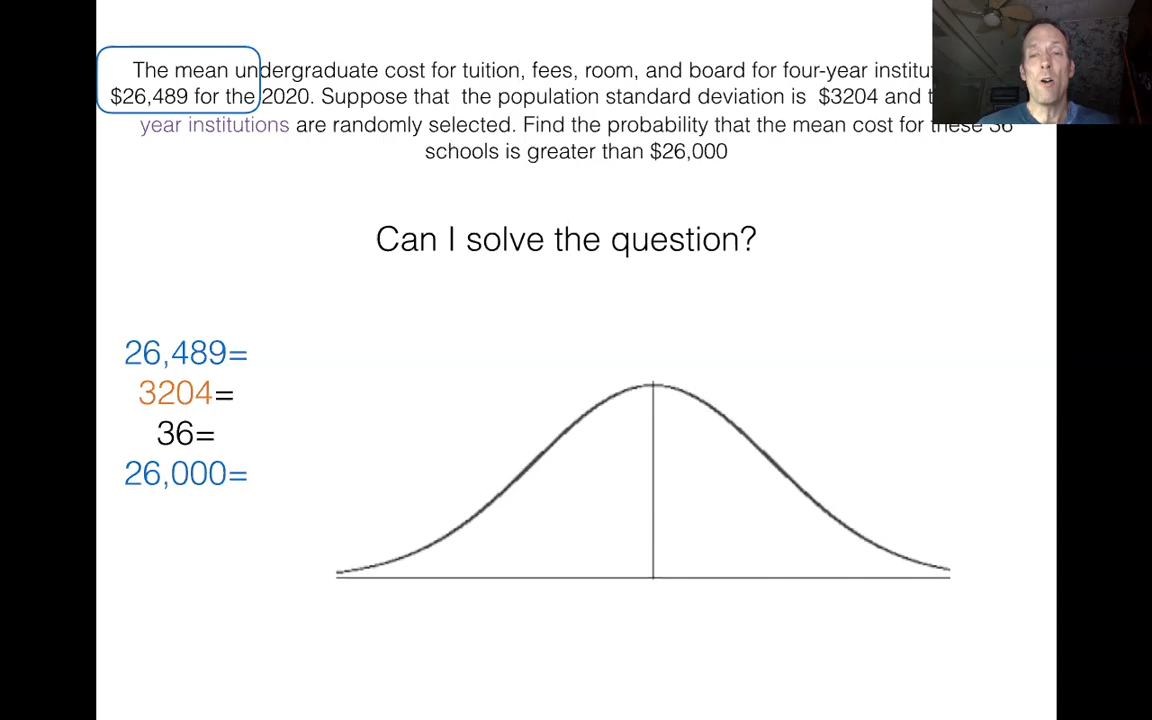 The mean undergraduate cost for tuition, fees, room, and board for four-year
$26,489 for the 2020. Suppose that the population standard deviation is $3204 and
year institutions are randomly selected. Find the probability that the mean cost for these 36
schools is greater than $26,000
Can I solve the question?
26,489=
3204=
36=
26,000=